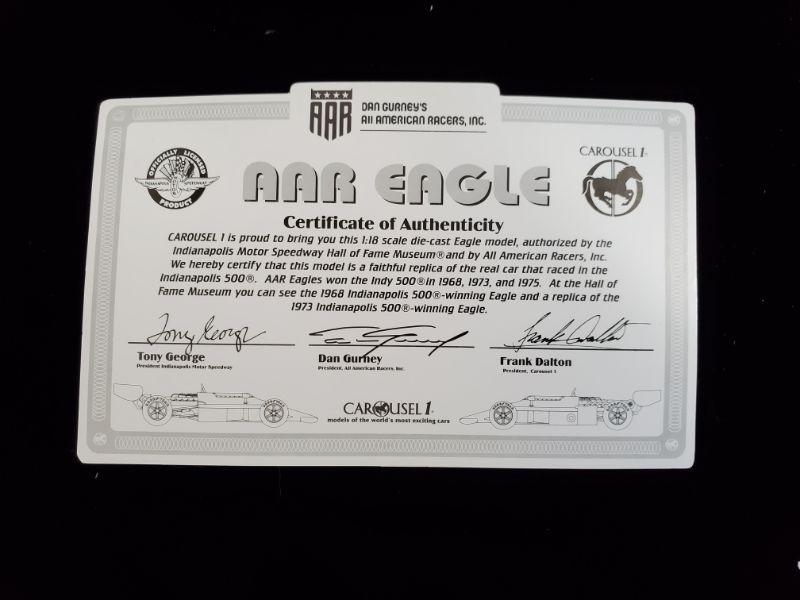 AAR
DAN GURNEY'S
All AMERICAN RACERS, INC.
OFFICIALLY LICENSED
INDIANAPOLIS SPEEDWAY
PRODUCT
CAROUSEL 1™
AAR EAGLE
Certificate of Authenticity
CAROUSEL 1 is proud to bring you this 1:18 scale die-cast Eagle model, authorized by the
Indianapolis Motor Speedway Hall of Fame Museum® and by All American Racers, Inc.
We hereby certify that this model is a faithful replica of the real car that raced in the
Indianapolis 500®. AAR Eagles won the Indy 500® in 1968, 1973, and 1975. At the Hall of
Fame Museum you can see the 1968 Indianapolis 500®-winning Eagle and a replica of the
1973 Indianapolis 500®-winning Eagle.
Tony George
Frank Dalton
Tony George
President Indianapolis Motor Speedway
Dan Gurney
President, All American Racers, Inc.
Frank Dalton
President, Carousel 1
CAROUSEL 1™
models of the world's most exciting cars